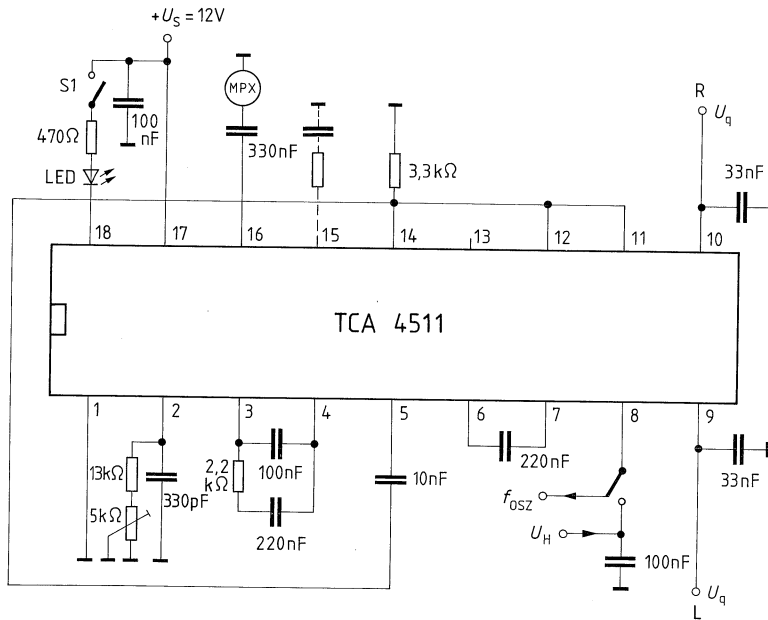 +U_S = 12V
S1
100 nF
MPX
R
U_q
470Ω
330nF
33nF
LED
3,3kΩ
18
17
16
15
14
13
12
11
10
TCA 4511
1
2
3
4
5
6
7
8
9
13kΩ
2,2 kΩ
100nF
10nF
220nF
33nF
5kΩ
330pF
f_OSZ
220nF
U_H
100nF
U_q
L